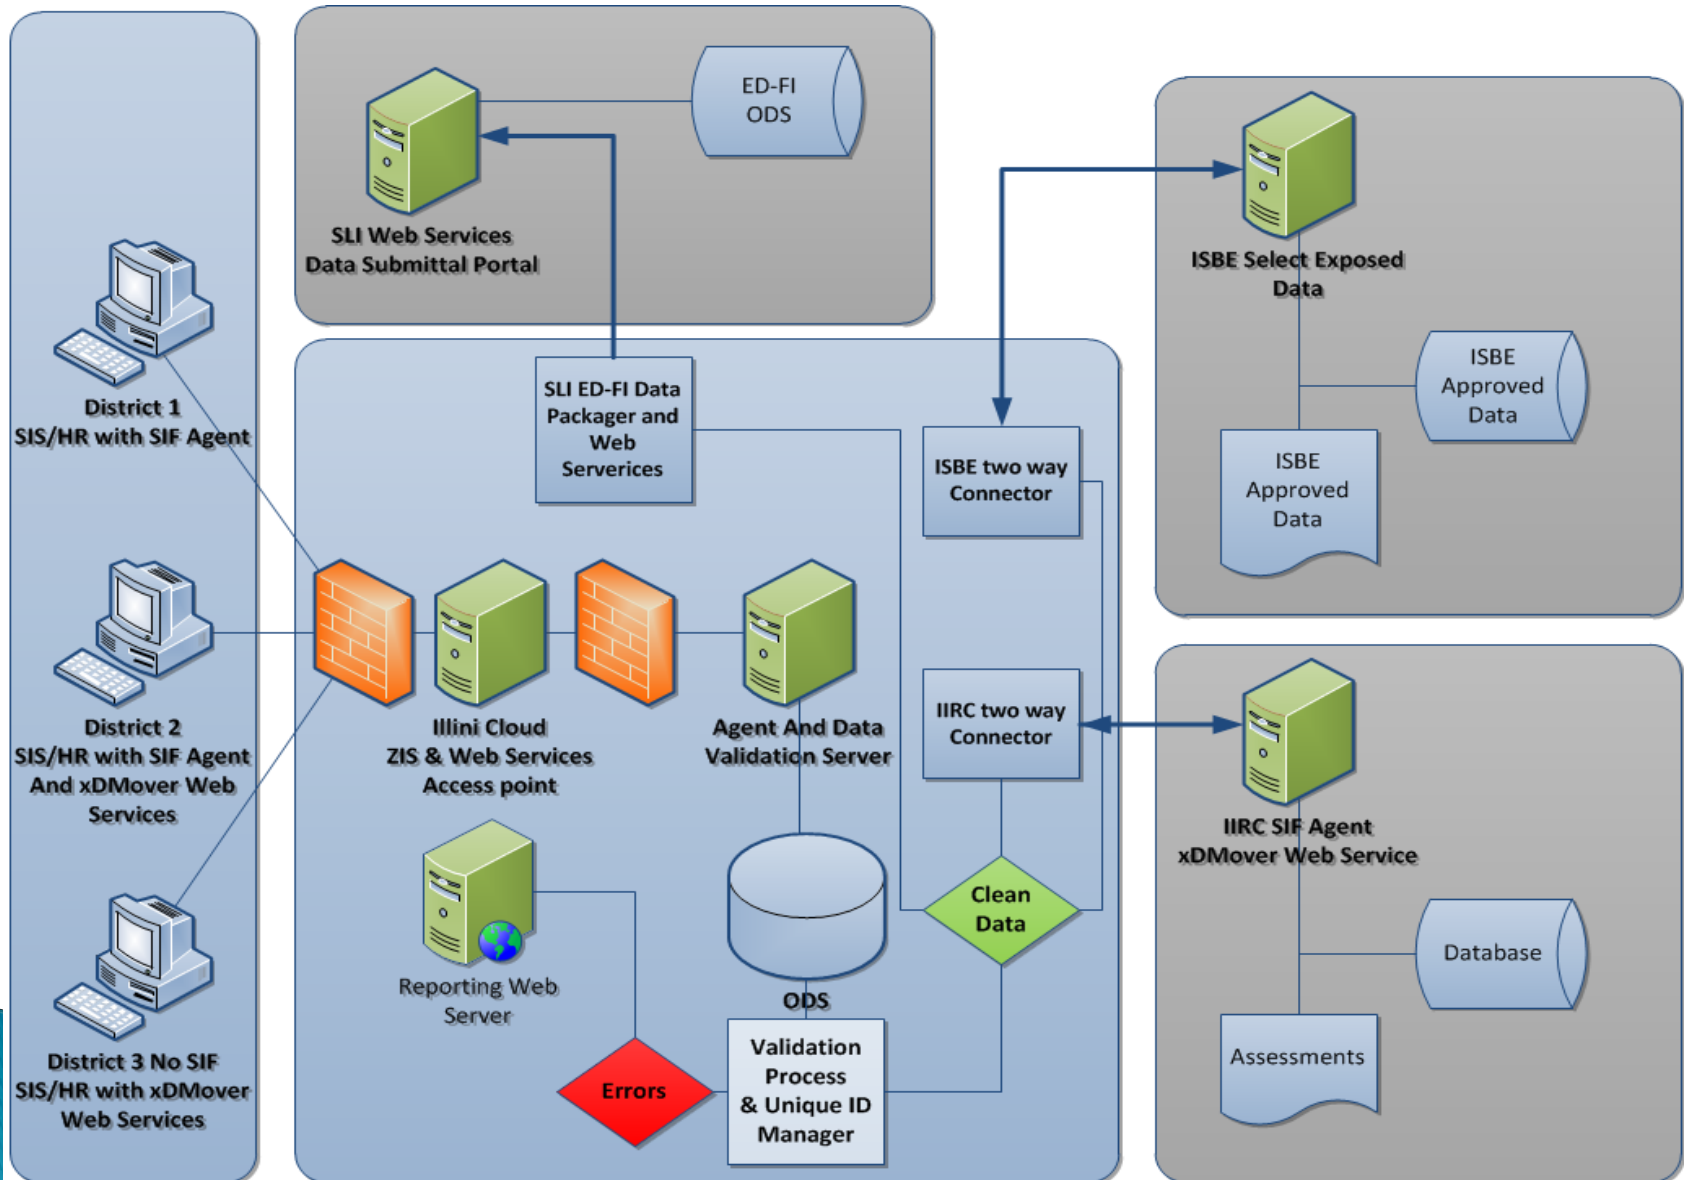 District 1
SIS/HR with SIF Agent
District 2
SIS/HR with SIF Agent
And xDMover Web
Services
District 3 No SIF
SIS/HR with xDMover
Web Services
SLI Web Services
Data Submittal Portal
ED-FI
ODS
SLI ED-FI Data
Packager and
Web
Serverices
ISBE two way
Connector
Illini Cloud
ZIS & Web Services
Access point
Agent And Data
Validation Server
IIRC two way
Connector
Reporting Web
Server
ODS
Clean
Data
Errors
Validation
Process
& Unique ID
Manager
ISBE Select Exposed
Data
ISBE
Approved
Data
ISBE
Approved
Data
IIRC SIF Agent
xDMover Web Service
Database
Assessments